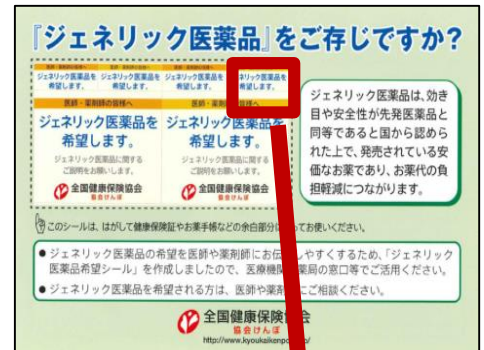 『ジェネリック医薬品』をご存じですか?
ジェネリック医薬品を ジェネリック医薬品を ジェネリック医薬品を ネリック医薬品を
希望します。 希望します。 希望します。 希望します。
医師・薬剤師の皆様へ 医師・薬 へ
ジェネリック医薬品を ジェネリック医薬品を
希望します。 希望します。
ジェネリック医薬品に関する ジェネリック医薬品に関する
ご説明をお願いします。 ご説明をお願いします。
全国健康保険協会 全国健康保険協会
協会けんぽ 協会けんぽ
ジェネリック医薬品は、効き
目や安全性が先発医薬品と
同等であると国から認めら
れた上で、発売されている安
価なお薬であり、お薬代の負
担軽減につながります。
このシールは、はがして健康保険証やお薬手帳などの余白部分に ってお使いください。
●ジェネリック医薬品の希望を医師や薬剤師にお伝 しやすくするため、「ジェネリック
医薬品希望シール」を作成しましたので、医療機関 薬局の窓口等でご活用ください。
●ジェネリック医薬品を希望される方は、医師や薬剤 にご相談ください。
全国健康保険 会
協会けんぽ
http://www.kyoukaikenpo. /